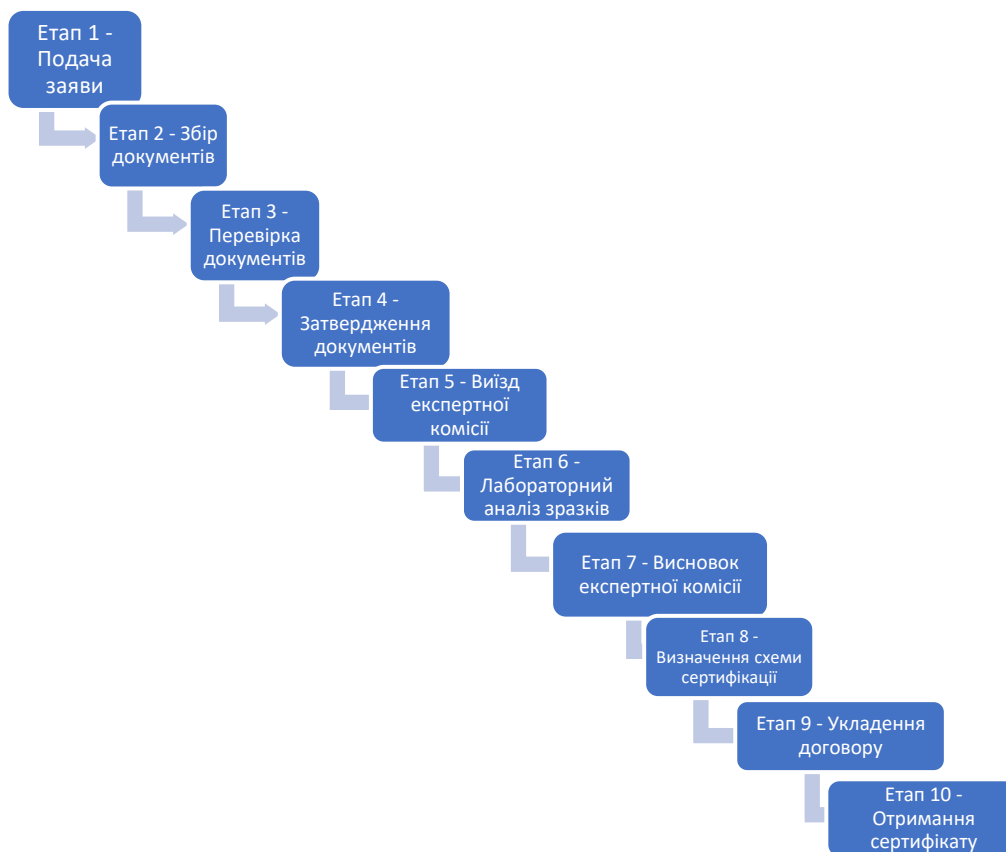 Етап 1 -
Подача
заяви
Етап 2 - Збір
документів
Етап 3 -
Перевірка
документів
Етап 4 -
Затвердження
документів
Етап 5 - Виїзд
експертної
комісії
Етап 6 -
Лабораторний
аналіз зразків
Етап 7 - Висновок
експертної комісії
Етап 8 -
Визначення схеми
сертифікації
Етап 9 - Укладення
договору
Етап 10 -
Отримання
сертифікату